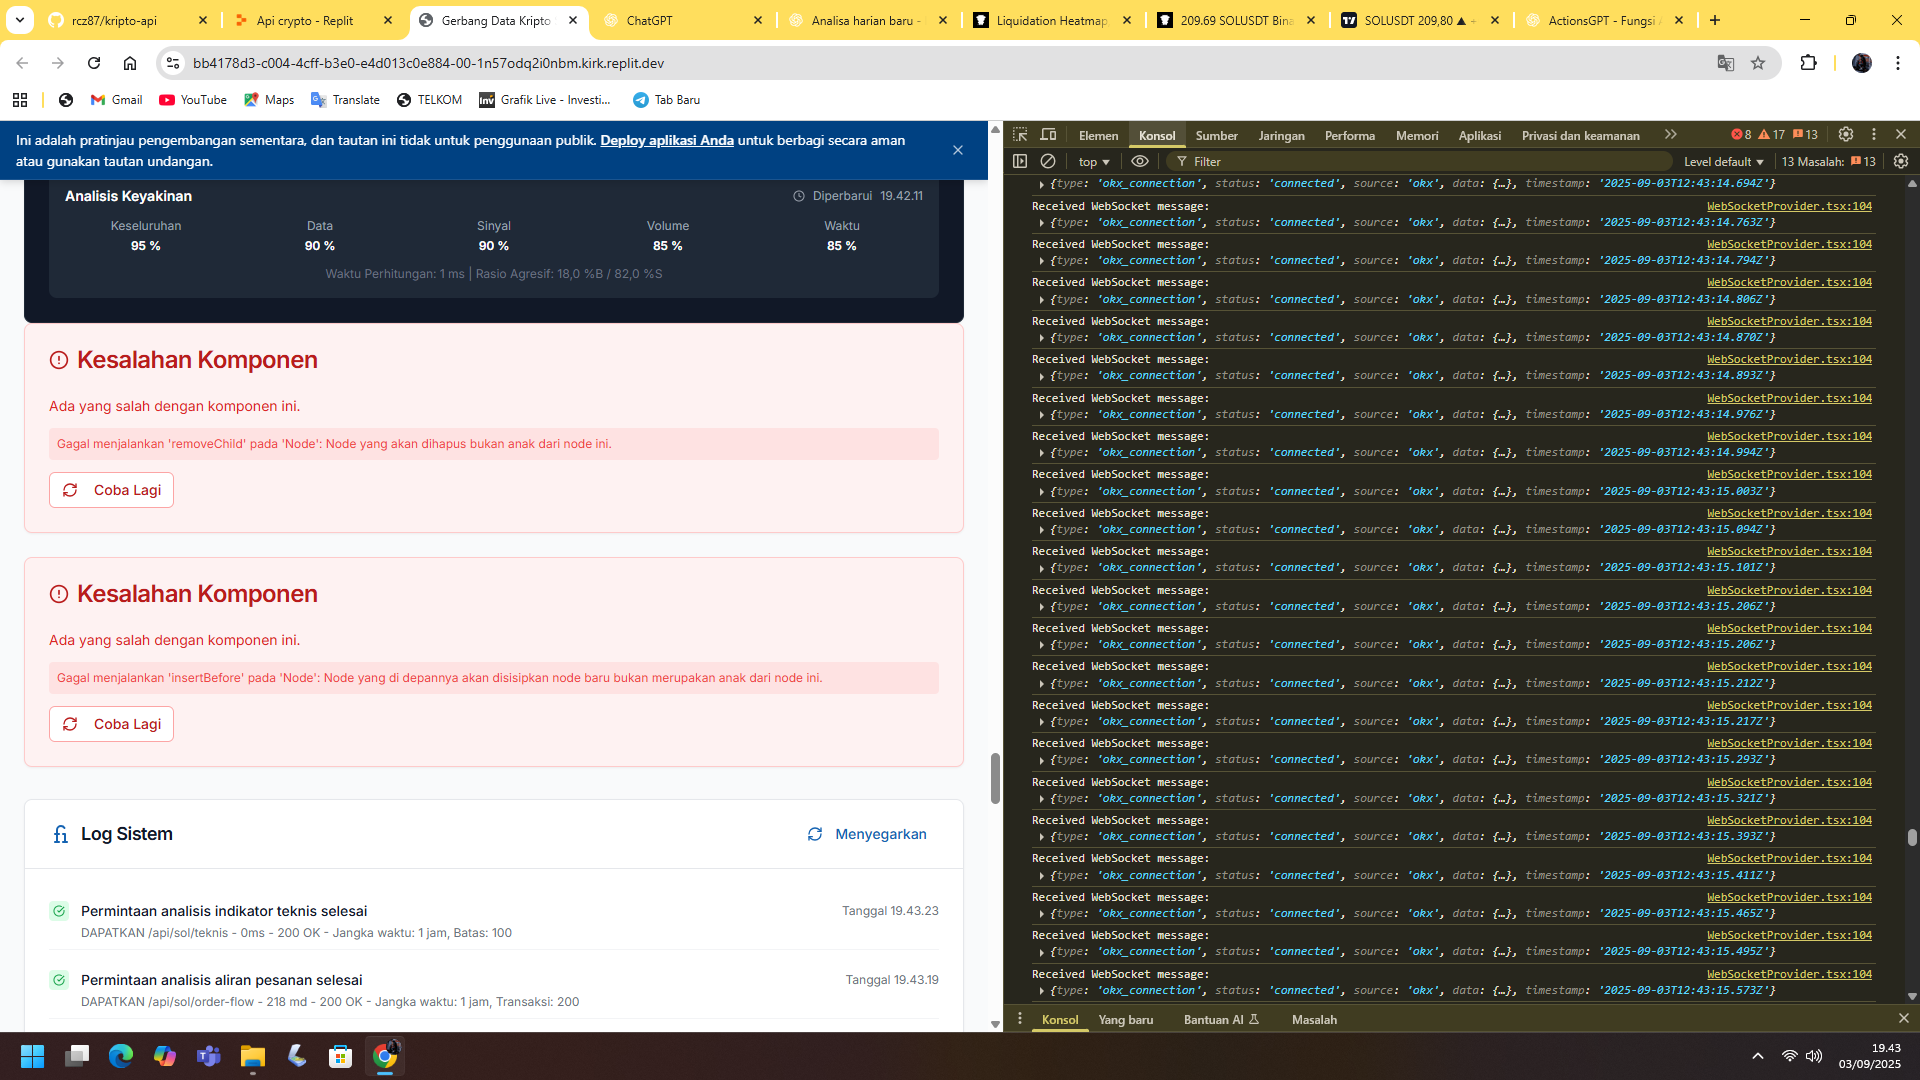 rcz87/kripto-api
Api crypto - Replit
Gerbang Data Kripto
ChatGPT
Analisa harian baru -
Liquidation Heatmap
209.69 SOLUSDT Bina
SOLUSDT 209,80 ▲ +
ActionsGPT - Fungsi
bb4178d3-c004-4cff-b3e0-e4d013c0e884-00-1n57odq2i0nbm.kirk.replit.dev
Gmail
YouTube
Maps
Translate
TELKOM
Grafik Live - Investi...
Tab Baru
Ini adalah pratinjau pengembangan sementara, dan tautan ini tidak untuk penggunaan publik. Deploy aplikasi Anda untuk berbagi secara aman
atau gunakan tautan undangan.
Analisis Keyakinan
Diperbarui 19.42.11
Keseluruhan Data Sinyal Volume Waktu
95 % 90 % 90 % 85 % 85 %
Waktu Perhitungan: 1 ms | Rasio Agresif: 18,0 %B / 82,0 %S
Kesalahan Komponen
Ada yang salah dengan komponen ini.
Gagal menjalankan 'removeChild' pada 'Node': Node yang akan dihapus bukan anak dari node ini.
Coba Lagi
Kesalahan Komponen
Ada yang salah dengan komponen ini.
Gagal menjalankan 'insertBefore' pada 'Node': Node yang di depannya akan disisipkan node baru bukan merupakan anak dari node ini.
Coba Lagi
Log Sistem
Menyegarkan
Permintaan analisis indikator teknis selesai
Tanggal 19.43.23
DAPATKAN /api/sol/teknis - 0ms - 200 OK - Jangka waktu: 1 jam, Batas: 100
Permintaan analisis aliran pesanan selesai
Tanggal 19.43.19
DAPATKAN /api/sol/order-flow - 218 md - 200 OK - Jangka waktu: 1 jam, Transaksi: 200
Elemen Konsol Sumber Jaringan Performa Memori Aplikasi Privasi dan keamanan 8 17 13
top Filter Level default 13 Masalah: 13
{type: 'okx_connection', status: 'connected', source: 'okx', data: {…}, timestamp: '2025-09-03T12:43:14.694Z'}
Received WebSocket message: WebSocketProvider.tsx:104
{type: 'okx_connection', status: 'connected', source: 'okx', data: {…}, timestamp: '2025-09-03T12:43:14.763Z'}
Received WebSocket message: WebSocketProvider.tsx:104
{type: 'okx_connection', status: 'connected', source: 'okx', data: {…}, timestamp: '2025-09-03T12:43:14.794Z'}
Received WebSocket message: WebSocketProvider.tsx:104
{type: 'okx_connection', status: 'connected', source: 'okx', data: {…}, timestamp: '2025-09-03T12:43:14.806Z'}
Received WebSocket message: WebSocketProvider.tsx:104
{type: 'okx_connection', status: 'connected', source: 'okx', data: {…}, timestamp: '2025-09-03T12:43:14.870Z'}
Received WebSocket message: WebSocketProvider.tsx:104
{type: 'okx_connection', status: 'connected', source: 'okx', data: {…}, timestamp: '2025-09-03T12:43:14.893Z'}
Received WebSocket message: WebSocketProvider.tsx:104
{type: 'okx_connection', status: 'connected', source: 'okx', data: {…}, timestamp: '2025-09-03T12:43:14.976Z'}
Received WebSocket message: WebSocketProvider.tsx:104
{type: 'okx_connection', status: 'connected', source: 'okx', data: {…}, timestamp: '2025-09-03T12:43:14.994Z'}
Received WebSocket message: WebSocketProvider.tsx:104
{type: 'okx_connection', status: 'connected', source: 'okx', data: {…}, timestamp: '2025-09-03T12:43:15.003Z'}
Received WebSocket message: WebSocketProvider.tsx:104
{type: 'okx_connection', status: 'connected', source: 'okx', data: {…}, timestamp: '2025-09-03T12:43:15.094Z'}
Received WebSocket message: WebSocketProvider.tsx:104
{type: 'okx_connection', status: 'connected', source: 'okx', data: {…}, timestamp: '2025-09-03T12:43:15.101Z'}
Received WebSocket message: WebSocketProvider.tsx:104
{type: 'okx_connection', status: 'connected', source: 'okx', data: {…}, timestamp: '2025-09-03T12:43:15.206Z'}
Received WebSocket message: WebSocketProvider.tsx:104
{type: 'okx_connection', status: 'connected', source: 'okx', data: {…}, timestamp: '2025-09-03T12:43:15.206Z'}
Received WebSocket message: WebSocketProvider.tsx:104
{type: 'okx_connection', status: 'connected', source: 'okx', data: {…}, timestamp: '2025-09-03T12:43:15.212Z'}
Received WebSocket message: WebSocketProvider.tsx:104
{type: 'okx_connection', status: 'connected', source: 'okx', data: {…}, timestamp: '2025-09-03T12:43:15.217Z'}
Received WebSocket message: WebSocketProvider.tsx:104
{type: 'okx_connection', status: 'connected', source: 'okx', data: {…}, timestamp: '2025-09-03T12:43:15.293Z'}
Received WebSocket message: WebSocketProvider.tsx:104
{type: 'okx_connection', status: 'connected', source: 'okx', data: {…}, timestamp: '2025-09-03T12:43:15.321Z'}
Received WebSocket message: WebSocketProvider.tsx:104
{type: 'okx_connection', status: 'connected', source: 'okx', data: {…}, timestamp: '2025-09-03T12:43:15.393Z'}
Received WebSocket message: WebSocketProvider.tsx:104
{type: 'okx_connection', status: 'connected', source: 'okx', data: {…}, timestamp: '2025-09-03T12:43:15.411Z'}
Received WebSocket message: WebSocketProvider.tsx:104
{type: 'okx_connection', status: 'connected', source: 'okx', data: {…}, timestamp: '2025-09-03T12:43:15.465Z'}
Received WebSocket message: WebSocketProvider.tsx:104
{type: 'okx_connection', status: 'connected', source: 'okx', data: {…}, timestamp: '2025-09-03T12:43:15.495Z'}
Received WebSocket message: WebSocketProvider.tsx:104
{type: 'okx_connection', status: 'connected', source: 'okx', data: {…}, timestamp: '2025-09-03T12:43:15.573Z'}
Konsol Yang baru Bantuan AI Masalah
19.43
03/09/2025